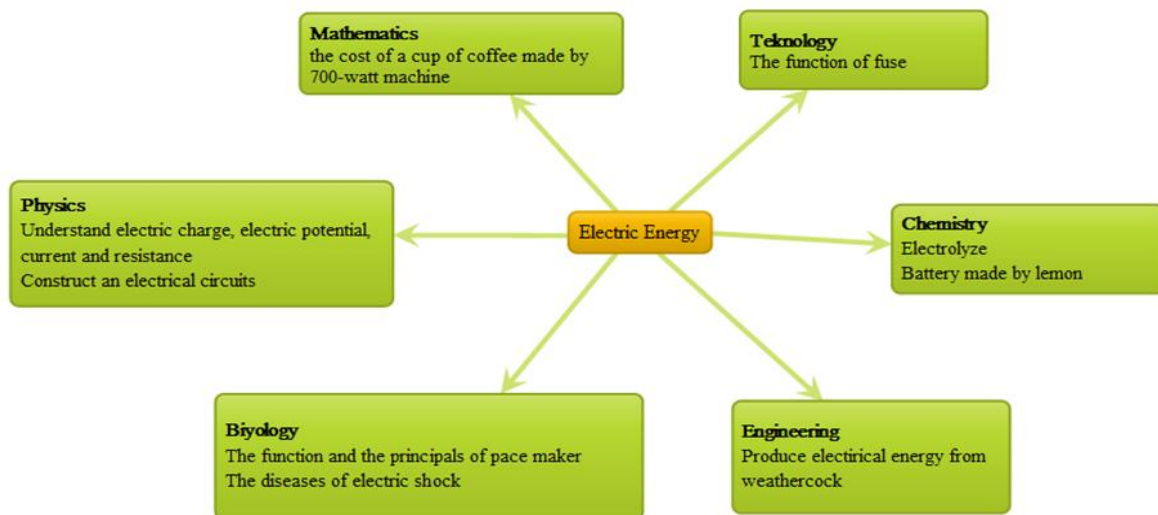 Mathematics
the cost of a cup of coffee made by
700-watt machine
Teknology
The function of fuse
Physics
Understand electric charge, electric potential,
current and resistance
Construct an electrical circuits
Electric Energy
Chemistry
Electrolyze
Battery made by lemon
Biyology
The function and the principals of pace maker
The diseases of electric shock
Engineering
Produce electirical energy from
weathercock